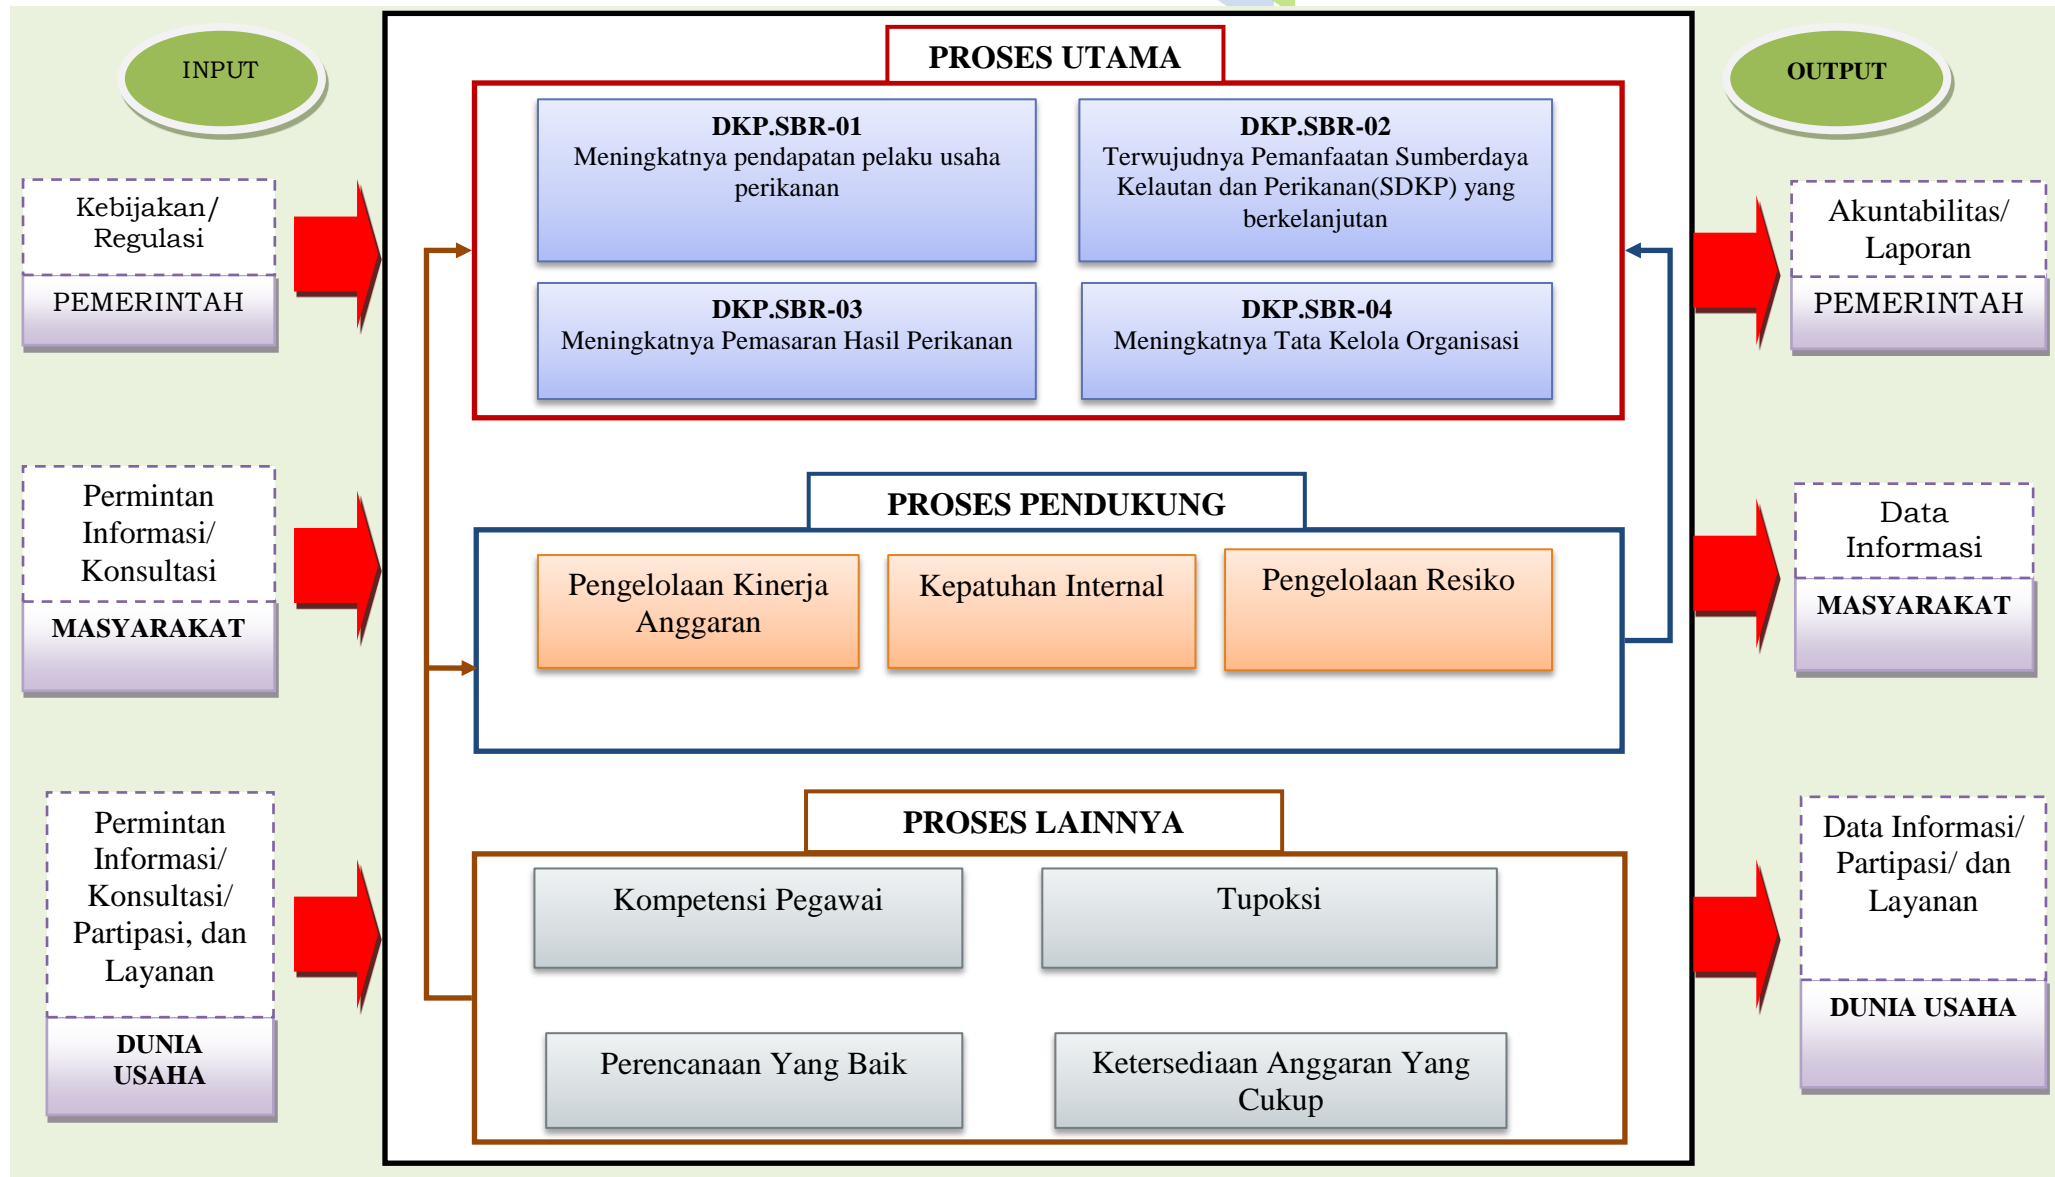 INPUT
Kebijakan/
Regulasi
PEMERINTAH
Permintan
Informasi/
Konsultasi
MASYARAKAT
Permintan
Informasi/
Konsultasi/
Partipasi, dan
Layanan
DUNIA
USAHA
PROSES UTAMA
DKP.SBR-01
Meningkatnya pendapatan pelaku usaha
perikanan
DKP.SBR-02
Terwujudnya Pemanfaatan Sumberdaya
Kelautan dan Perikanan(SDKP) yang
berkelanjutan
DKP.SBR-03
Meningkatnya Pemasaran Hasil Perikanan
DKP.SBR-04
Meningkatnya Tata Kelola Organisasi
PROSES PENDUKUNG
Pengelolaan Kinerja
Anggaran
Kepatuhan Internal
Pengelolaan Resiko
PROSES LAINNYA
Kompetensi Pegawai
Tupoksi
Perencanaan Yang Baik
Ketersediaan Anggaran Yang
Cukup
OUTPUT
Akuntabilitas/
Laporan
PEMERINTAH
Data
Informasi
MASYARAKAT
Data Informasi/
Partipasi/ dan
Layanan
DUNIA USAHA